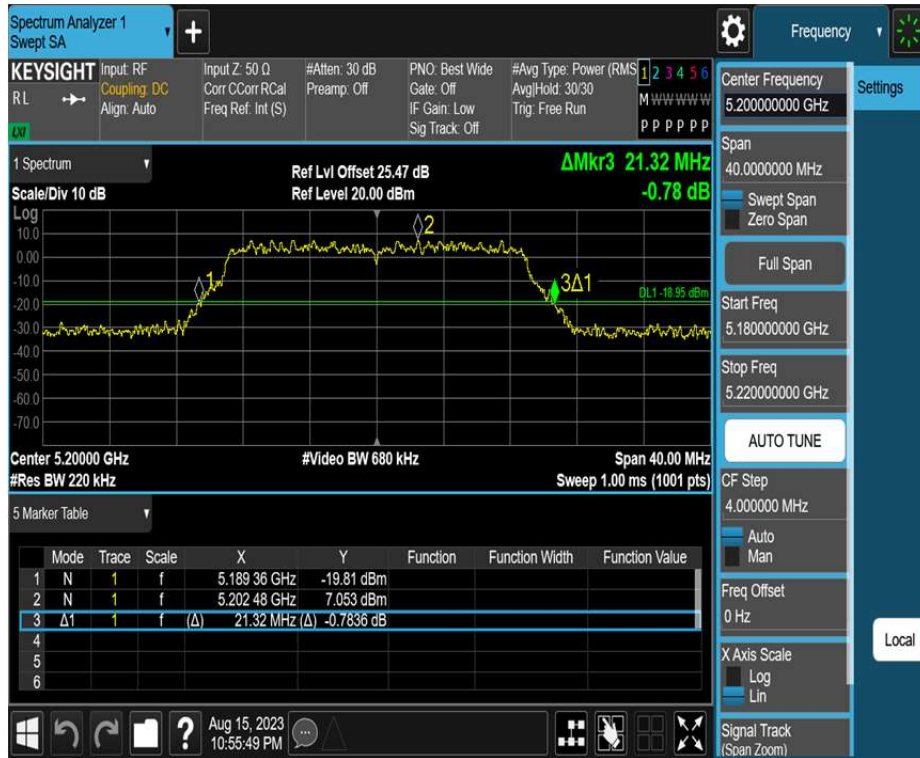 Spectrum Analyzer 1
Swept SA
+
Frequency
KEYSIGHT
RL
LXI
Input: RF
Coupling: DC
Align: Auto
Input Z: 50 Ω
Corr CCorr RCal
Freq Ref: Int (S)
#Atten: 30 dB
Preamp: Off
PNO: Best Wide
Gate: Off
IF Gain: Low
Sig Track: Off
#Avg Type: Power (RMS
Avg|Hold: 30/30
Trig: Free Run
1 2 3 4 5 6
M W W W W W
P P P P P P
1 Spectrum
Scale/Div 10 dB
Ref Lvl Offset 25.47 dB
Ref Level 20.00 dBm
ΔMkr3 21.32 MHz
-0.78 dB
Log
10.0
0.00
-10.0
-20.0
-30.0
-40.0
-50.0
-60.0
-70.0
1
2
3Δ1
DL1 -18.95 dBm
Center 5.20000 GHz
#Res BW 220 kHz
#Video BW 680 kHz
Span 40.00 MHz
Sweep 1.00 ms (1001 pts)
5 Marker Table
Mode Trace Scale X Y Function Function Width Function Value
1 N 1 f 5.189 36 GHz -19.81 dBm
2 N 1 f 5.202 48 GHz 7.053 dBm
3 Δ1 1 f (Δ) 21.32 MHz (Δ) -0.7836 dB
4
5
6
?
Aug 15, 2023
10:55:49 PM
Center Frequency
5.200000000 GHz
Span
40.0000000 MHz
Swept Span
Zero Span
Full Span
Start Freq
5.180000000 GHz
Stop Freq
5.220000000 GHz
AUTO TUNE
CF Step
4.000000 MHz
Auto
Man
Freq Offset
0 Hz
X Axis Scale
Log
Lin
Signal Track
(Span Zoom)
Settings
Local